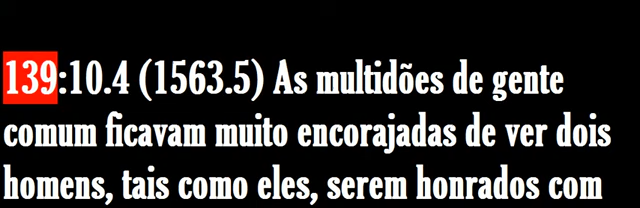 139:10.4 (1563.5) As multidões de gente
comum ficavam muito encorajadas de ver dois
homens, tais como eles, serem honrados com